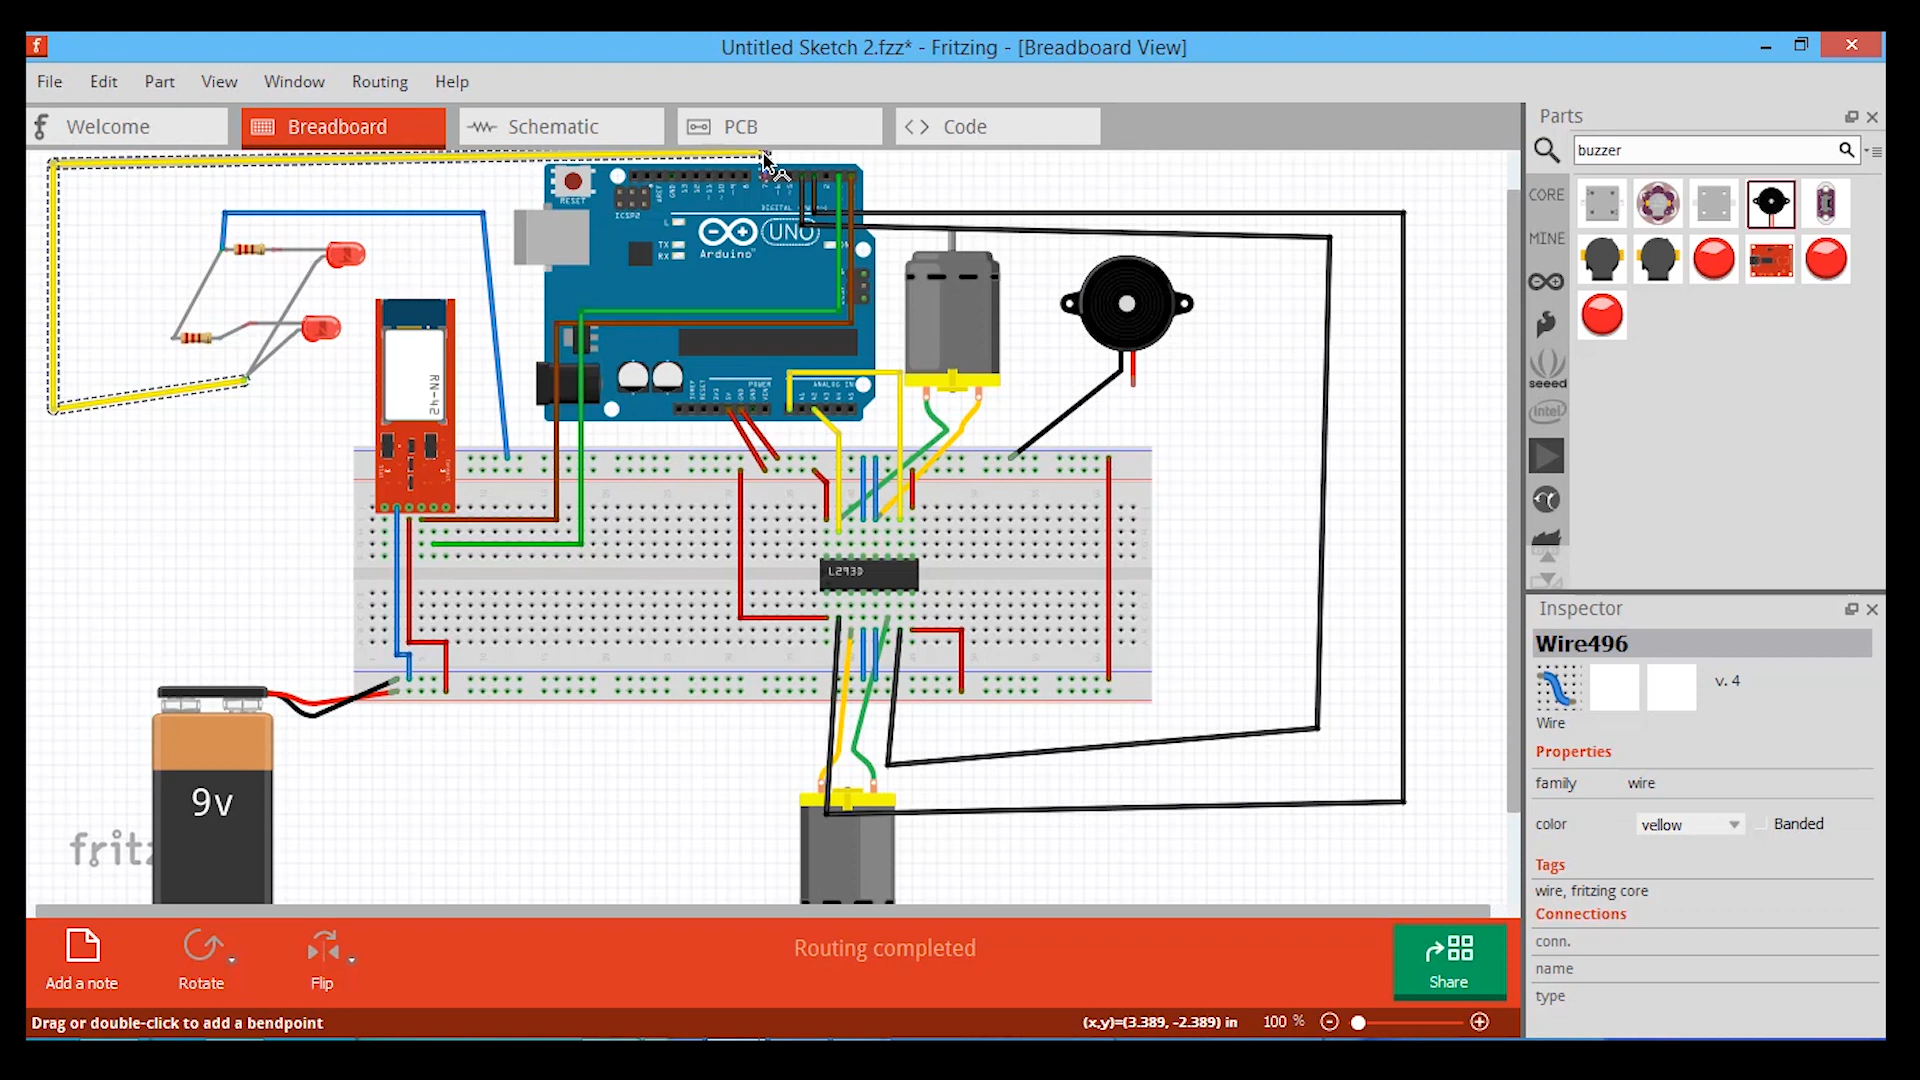 Untitled Sketch 2.fzz* - Fritzing - [Breadboard View]
File Edit Part View Window Routing Help
Welcome Breadboard Schematic PCB Code
Parts
buzzer
CORE
MINE
seeed
intel
RESET
ICSP2
L
TX
RX
DIGITAL
UNO
Arduino
POWER
ANALOG IN
RN-42
L293D
9v
fritz
Inspector
Wire496
v. 4
Wire
Properties
family wire
color yellow Banded
Tags
wire, fritzing core
Connections
conn.
name
type
Add a note Rotate Flip
Routing completed
Share
Drag or double-click to add a bendpoint
(x,y)=(3.389, -2.389) in 100 %